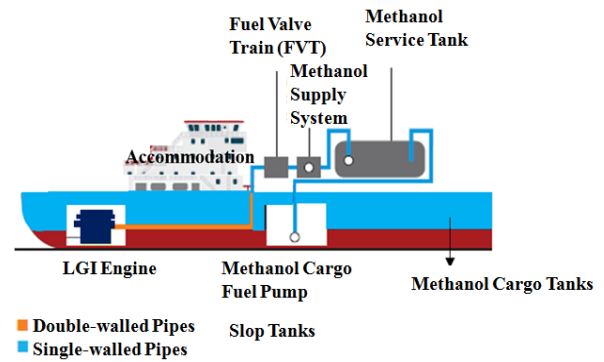 Fuel Valve
Train (FVT)
Methanol
Service Tank
Methanol
Supply
System
Accommodation
LGI Engine
Methanol Cargo
Fuel Pump
Methanol Cargo Tanks
Slop Tanks
Double-walled Pipes
Single-walled Pipes